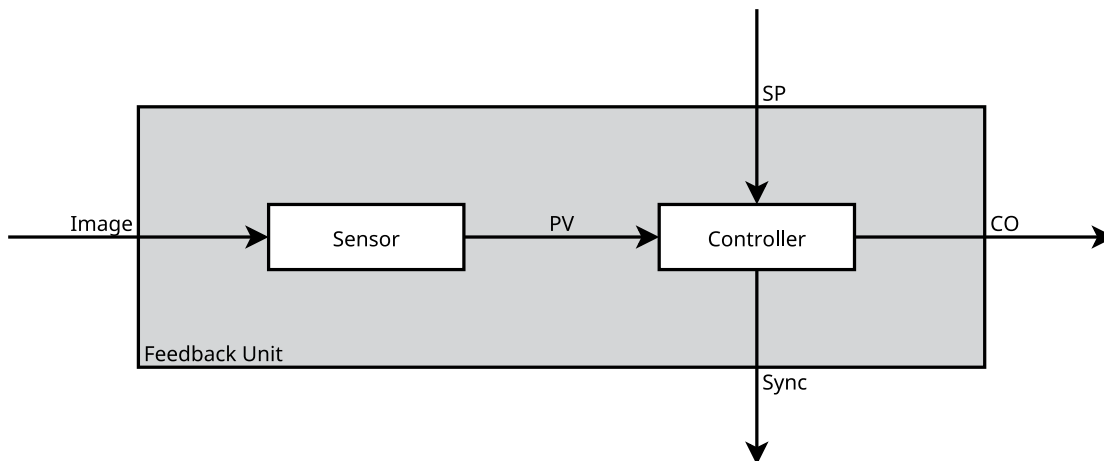 SP
Image
Sensor
PV
Controller
CO
Feedback Unit
Sync